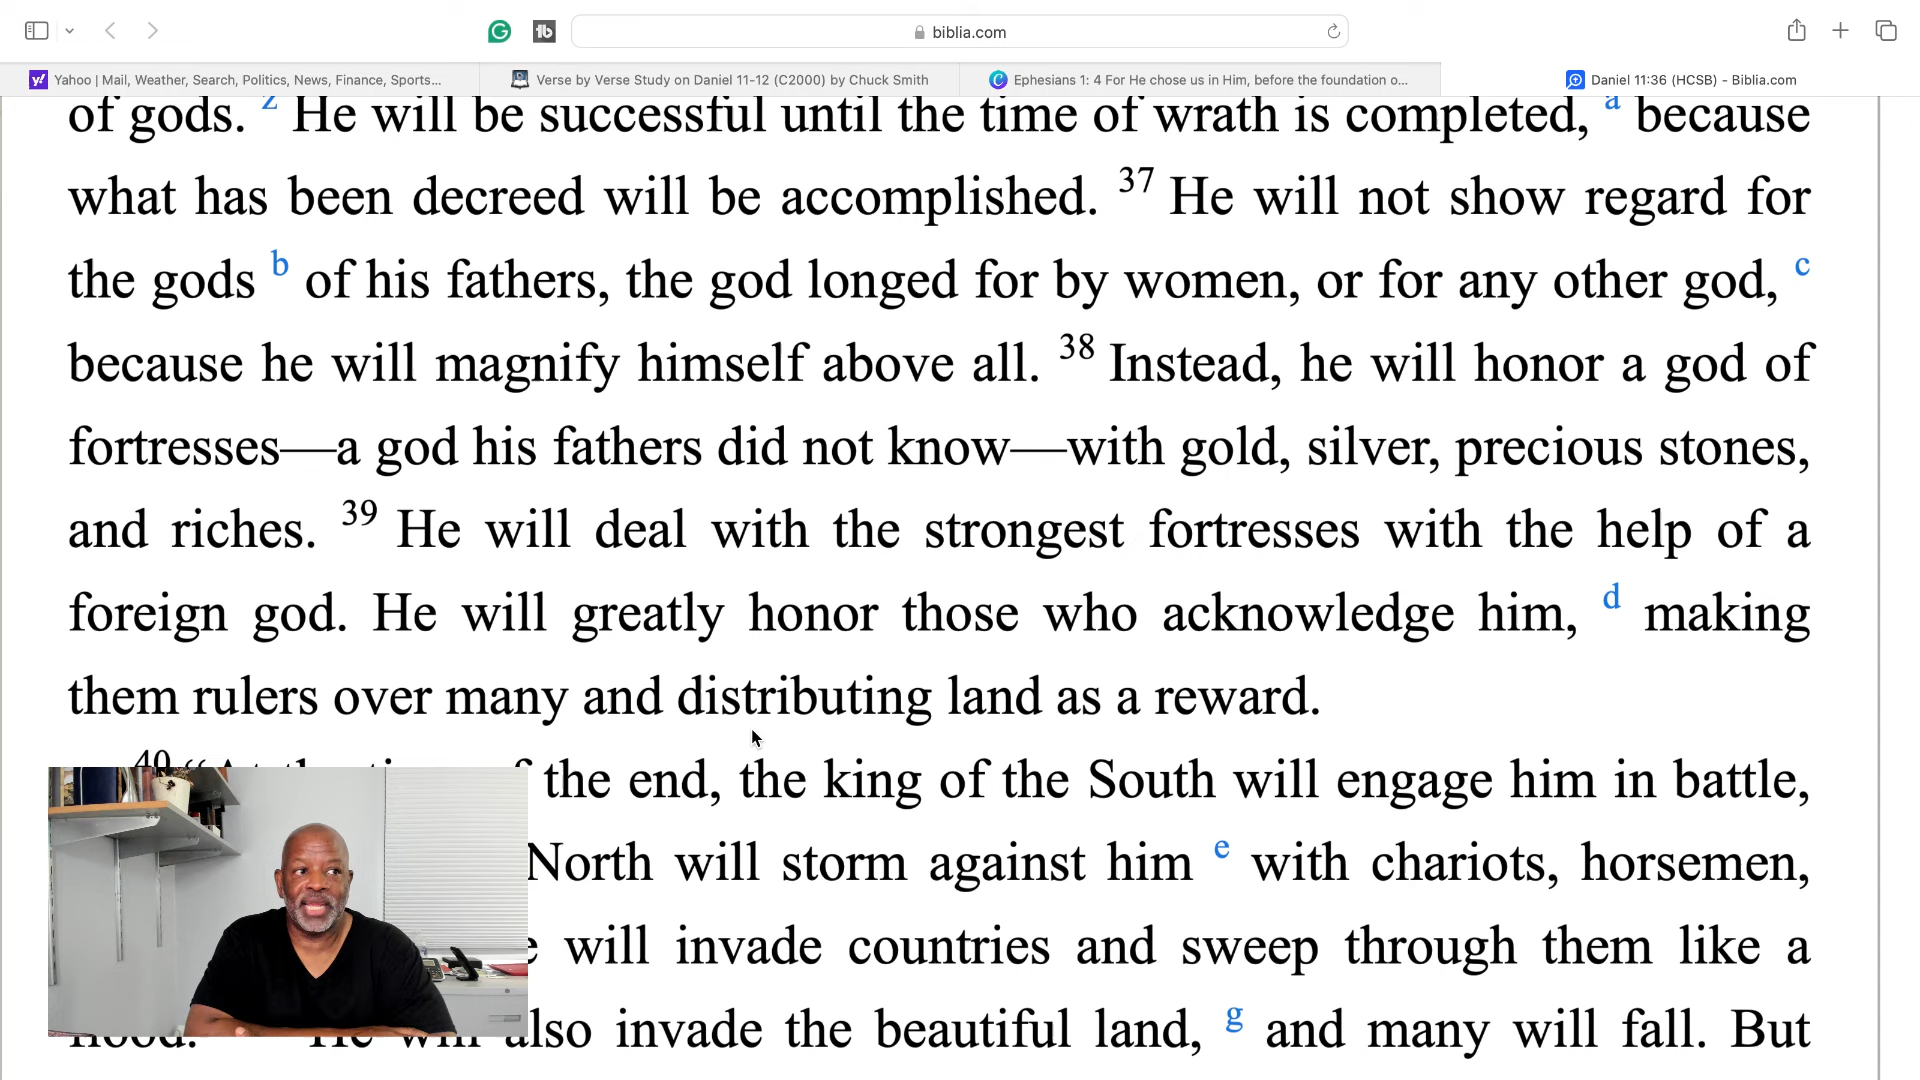 biblia.com
Yahoo | Mail, Weather, Search, Politics, News, Finance, Sports...
Verse by Verse Study on Daniel 11-12 (C2000) by Chuck Smith
Ephesians 1: 4 For He chose us in Him, before the foundation o...
Daniel 11:36 (HCSB) - Biblia.com
of gods. z He will be successful until the time of wrath is completed, a because
what has been decreed will be accomplished. 37 He will not show regard for
the gods b of his fathers, the god longed for by women, or for any other god, c
because he will magnify himself above all. 38 Instead, he will honor a god of
fortresses—a god his fathers did not know—with gold, silver, precious stones,
and riches. 39 He will deal with the strongest fortresses with the help of a
foreign god. He will greatly honor those who acknowledge him, d making
them rulers over many and distributing land as a reward.
40 “At the time of the end, the king of the South will engage him in battle,
North will storm against him e with chariots, horsemen,
will invade countries and sweep through them like a
flood. He will also invade the beautiful land, g and many will fall. But